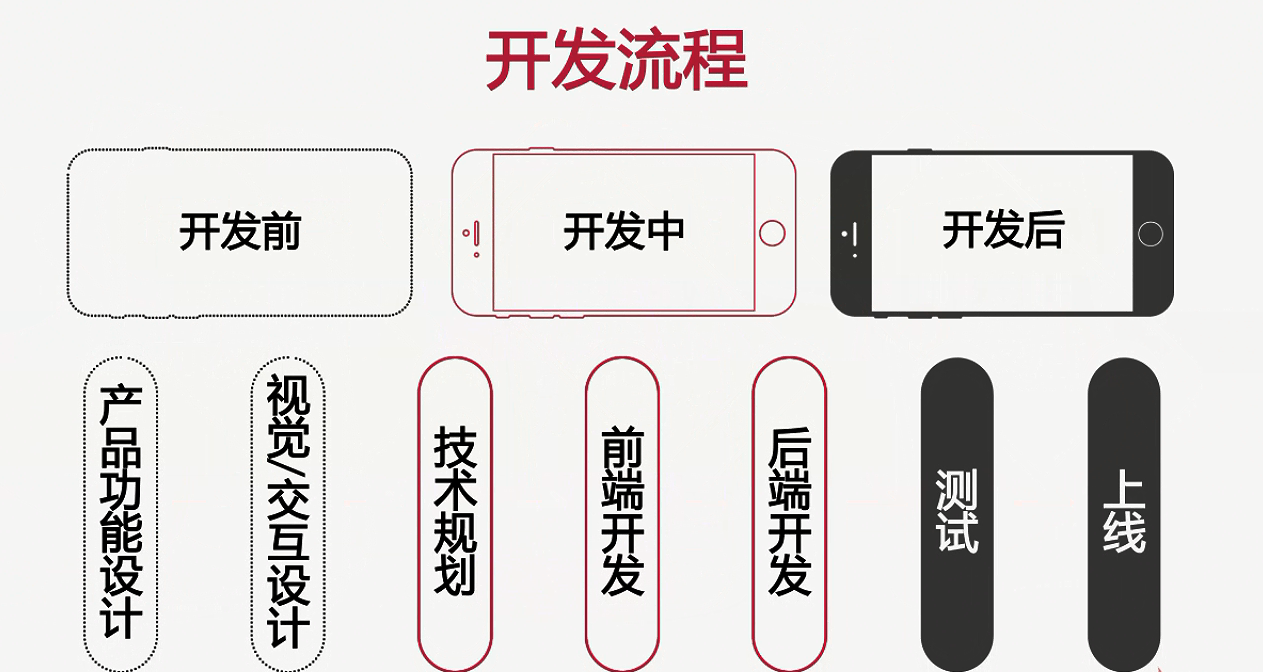 开发流程
开发前
开发中
开发后
产品功能设计
视觉/交互设计
技术规划
前端开发
后端开发
测试
上线